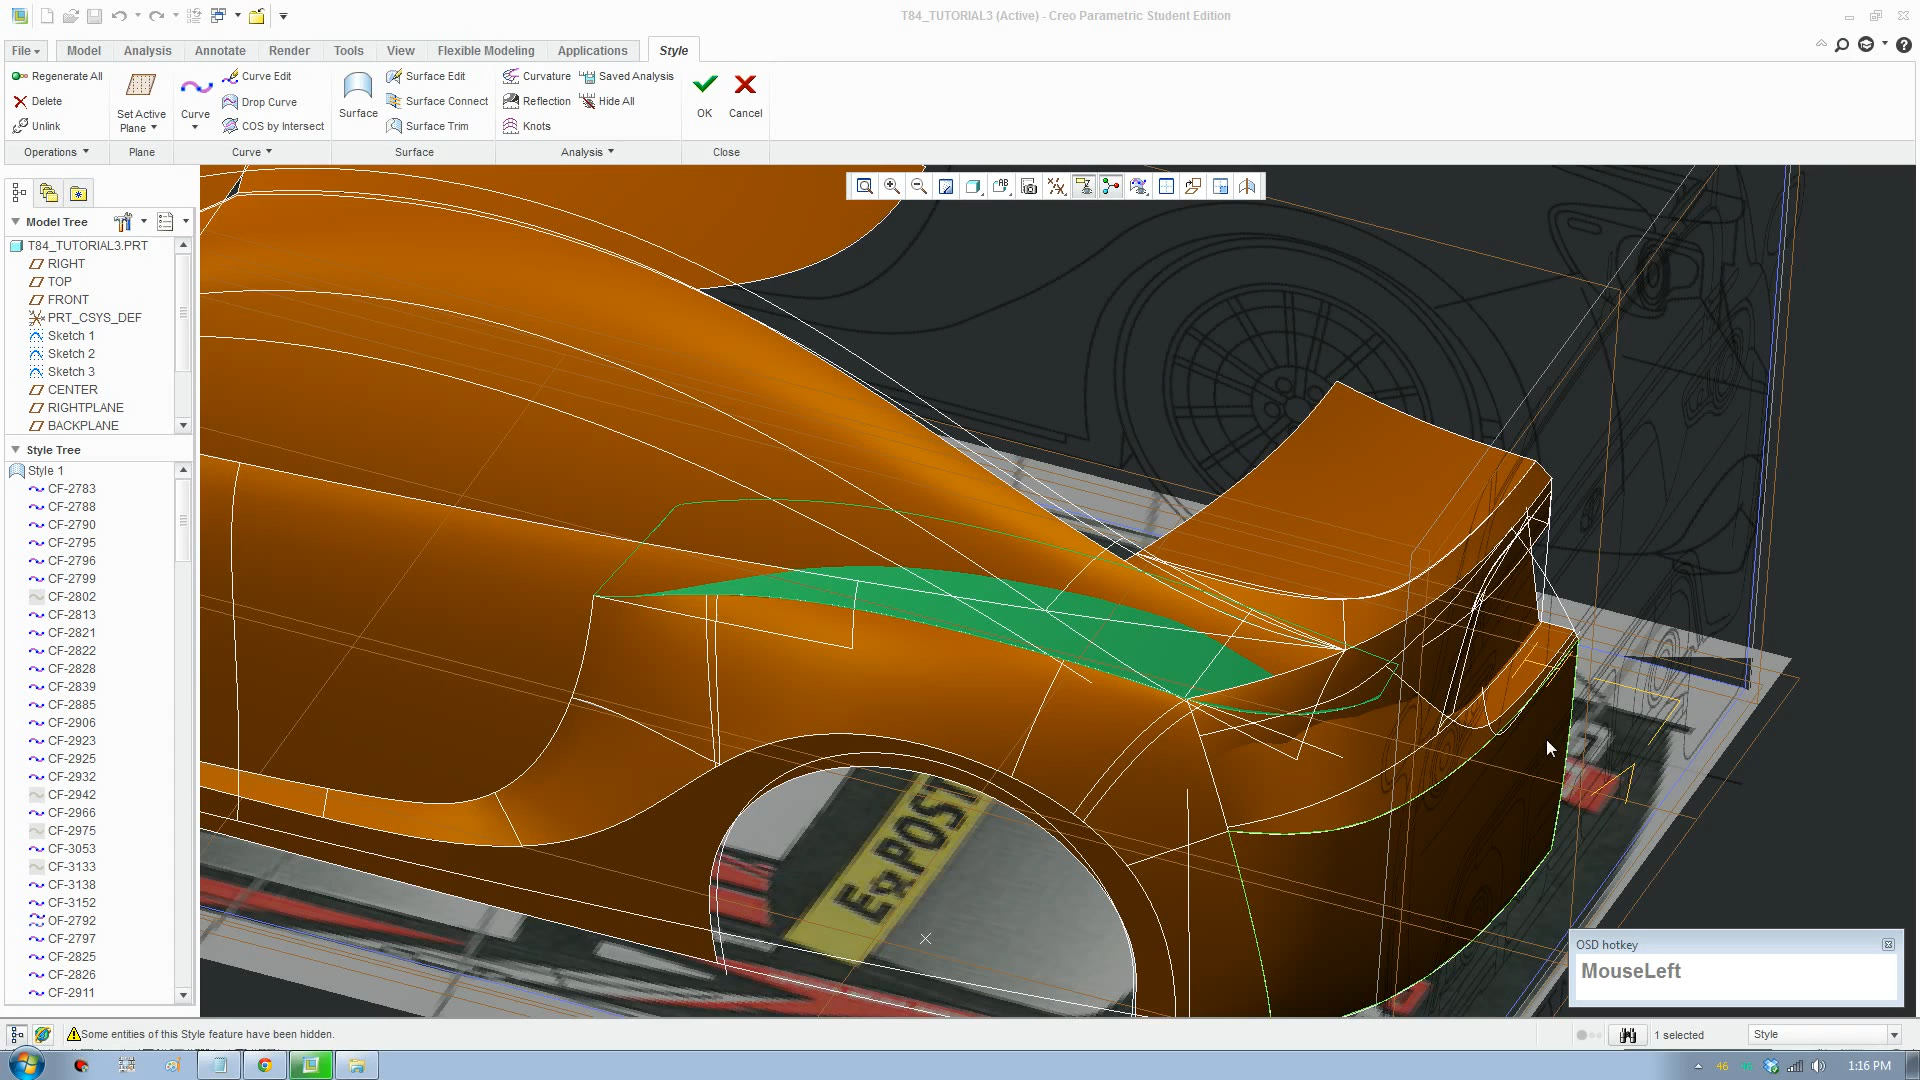 T84_TUTORIAL3 (Active) - Creo Parametric Student Edition
File Model Analysis Annotate Render Tools View Flexible Modeling Applications Style
Regenerate All
Delete
Unlink
Set Active Plane
Curve
Curve Edit
Drop Curve
COS by Intersect
Surface
Surface Edit
Surface Connect
Surface Trim
Curvature
Reflection
Knots
Saved Analysis
Hide All
OK
Cancel
Operations Plane Curve Surface Analysis Close
Model Tree
T84_TUTORIAL3.PRT
RIGHT
TOP
FRONT
PRT_CSYS_DEF
Sketch 1
Sketch 2
Sketch 3
CENTER
RIGHTPLANE
BACKPLANE
Style Tree
Style 1
CF-2783
CF-2788
CF-2790
CF-2795
CF-2796
CF-2799
CF-2802
CF-2813
CF-2821
CF-2822
CF-2828
CF-2839
CF-2885
CF-2906
CF-2923
CF-2925
CF-2932
CF-2942
CF-2966
CF-2975
CF-3053
CF-3133
CF-3138
CF-3152
OF-2792
CF-2797
CF-2825
CF-2826
CF-2911
ExPOST
OSD hotkey
MouseLeft
Some entities of this Style feature have been hidden.
1 selected
Style
46
1:16 PM